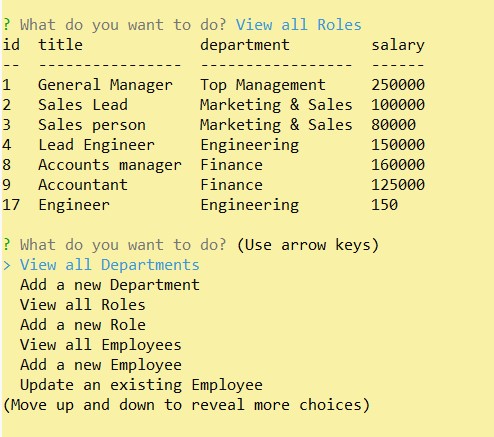 ? What do you want to do? View all Roles
id  title             department         salary
--  ----------------  -----------------  ------
1   General Manager   Top Management     250000
2   Sales Lead        Marketing & Sales  100000
3   Sales person      Marketing & Sales  80000
4   Lead Engineer     Engineering        150000
8   Accounts manager  Finance            160000
9   Accountant        Finance            125000
17  Engineer          Engineering        150
? What do you want to do? (Use arrow keys)
> View all Departments
  Add a new Department
  View all Roles
  Add a new Role
  View all Employees
  Add a new Employee
  Update an existing Employee
(Move up and down to reveal more choices)